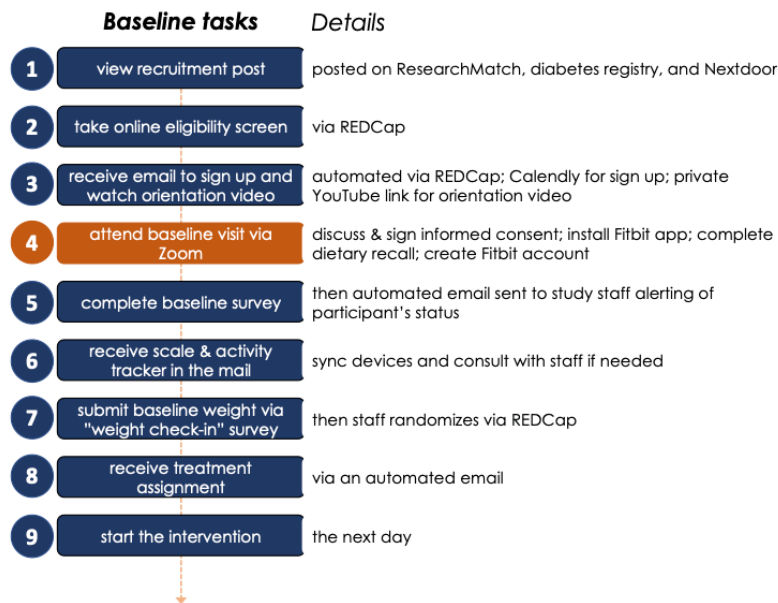 Baseline tasks Details
1 view recruitment post posted on ResearchMatch, diabetes registry, and Nextdoor
2 take online eligibility screen via REDCap
3 receive email to sign up and automated via REDCap; Calendly for sign up; private
watch orientation video YouTube link for orientation video
4 attend baseline visit via discuss & sign informed consent; install Fitbit app; complete
Zoom dietary recall; create Fitbit account
5 complete baseline survey then automated email sent to study staff alerting of
participant's status
6 receive scale & activity sync devices and consult with staff if needed
tracker in the mail
7 submit baseline weight via then staff randomizes via REDCap
"weight check-in" survey
8 receive treatment via an automated email
assignment
9 start the intervention the next day